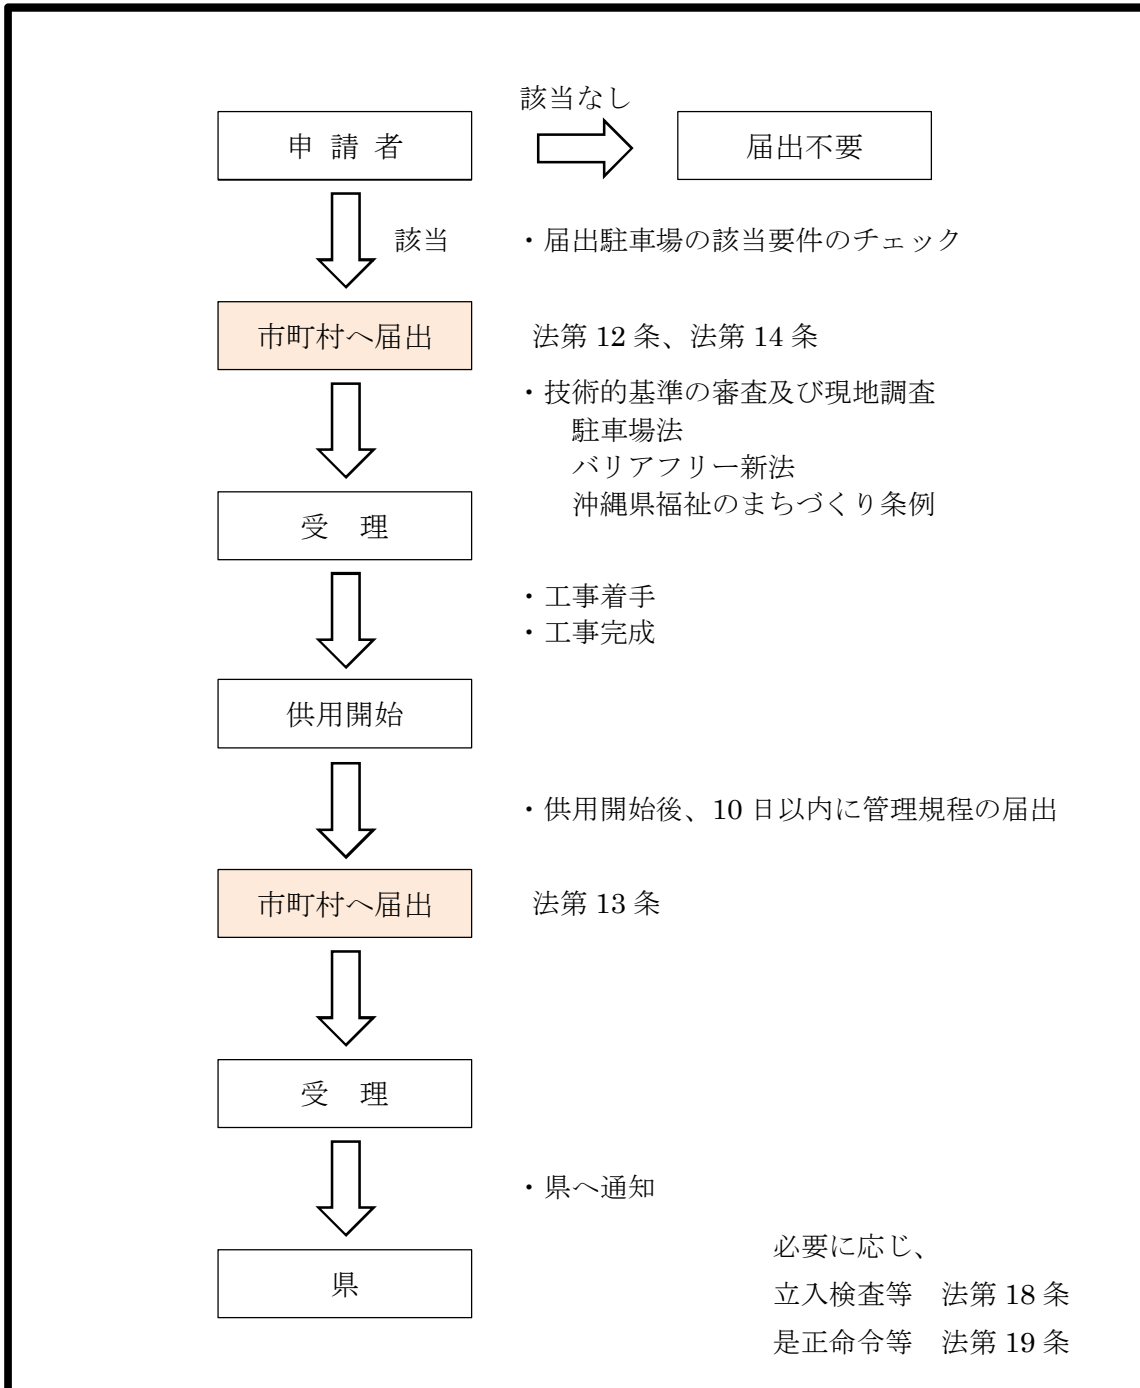 該当なし
申 請 者
届出不要
該当
・届出駐車場の該当要件のチェック
市町村へ届出
法第 12 条、法第 14 条
・技術的基準の審査及び現地調査
駐車場法
バリアフリー新法
沖縄県福祉のまちづくり条例
受　理
・工事着手
・工事完成
供用開始
・供用開始後、10 日以内に管理規程の届出
市町村へ届出
法第 13 条
受　理
・県へ通知
県
必要に応じ、
立入検査等　法第 18 条
是正命令等　法第 19 条